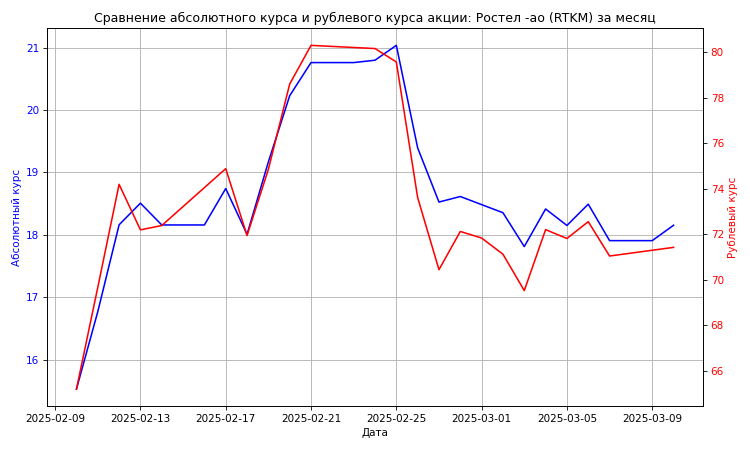 Сравнение абсолютного курса и рублевого курса акции: Ростел -ао (RTKM) за месяц
Абсолютный курс
21
20
19
18
17
16
80
78
76
74
72
70
68
66
Рублевый курс
2025-02-09 2025-02-13 2025-02-17 2025-02-21 2025-02-25 2025-03-01 2025-03-05 2025-03-09
Дата